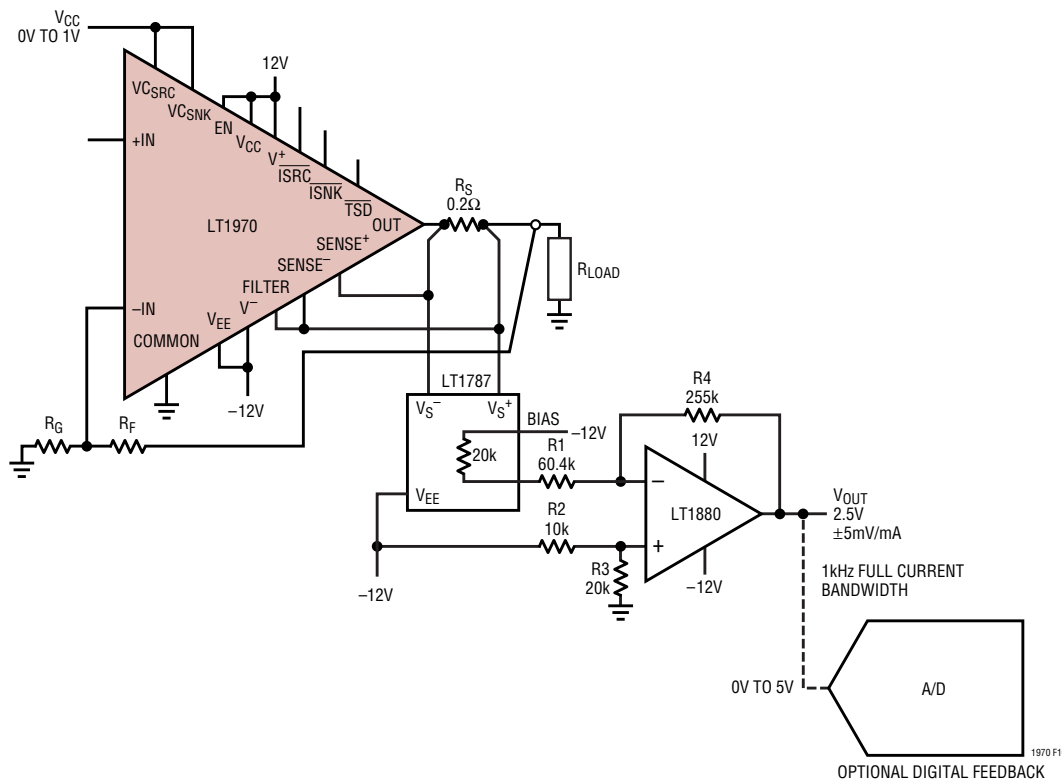 VCC
0V TO 1V
12V
VCSRC
VCSNK
EN
VCC
V+
ISRC
ISNK
TSD
+IN
LT1970
OUT
SENSE+
SENSE–
FILTER
V–
VEE
–IN
COMMON
RS
0.2Ω
RLOAD
–12V
RG
RF
LT1787
VS–
VS+
BIAS
–12V
20k
VEE
R1
60.4k
R4
255k
12V
–
LT1880
+
–12V
R2
10k
R3
20k
–12V
VOUT
2.5V
±5mV/mA
1kHz FULL CURRENT
BANDWIDTH
0V TO 5V
A/D
1970 F1
OPTIONAL DIGITAL FEEDBACK